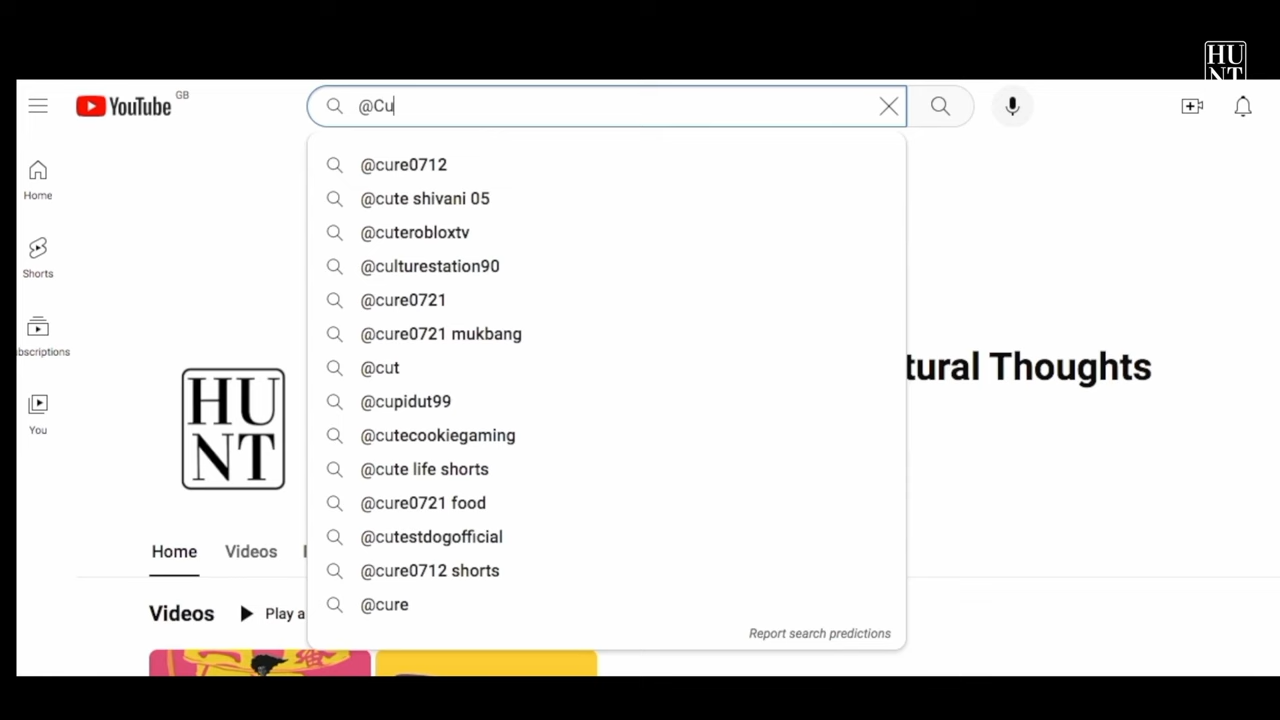 HU
NT
YouTube GB
@Cu
Home
Shorts
bscriptions
You
@cure0712
@cute shivani 05
@cuterobloxtv
@culturestation90
@cure0721
@cure0721 mukbang
@cut
@cupidut99
@cutecookiegaming
@cute life shorts
@cure0721 food
@cutestdogofficial
@cure0712 shorts
@cure
Report search predictions
tural Thoughts
HU
NT
Home Videos
Videos Play a